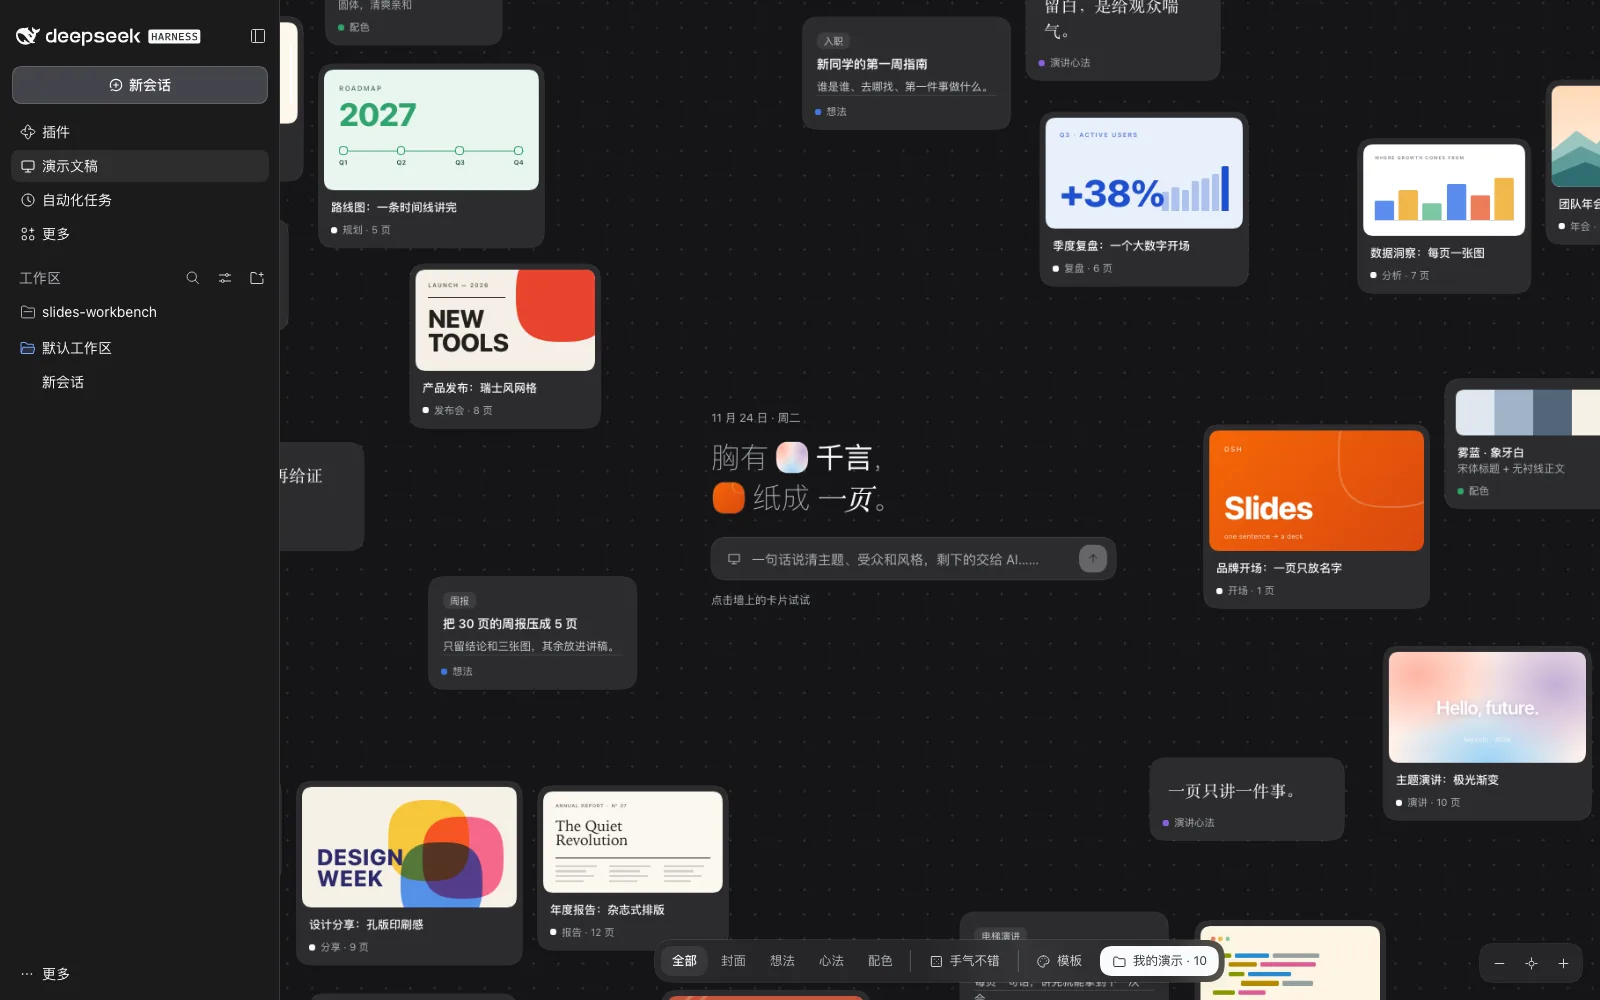 deepseek HARNESS
新会话
插件
演示文稿
自动化任务
更多
工作区
slides-workbench
默认工作区
新会话
更多
圆体，清爽亲和
配色
ROADMAP
2027
Q1 Q2 Q3 Q4
路线图：一条时间线讲完
规划 · 5 页
LAUNCH — 2026
NEW
TOOLS
产品发布：瑞士风网格
发布会 · 8 页
再给证
周报
把 30 页的周报压成 5 页
只留结论和三张图，其余放进讲稿。
想法
DESIGN
WEEK
设计分享：孔版印刷感
分享 · 9 页
ANNUAL REPORT · Nº 27
The Quiet
Revolution
年度报告：杂志式排版
报告 · 12 页
入职
新同学的第一周指南
谁是谁、去哪找、第一件事做什么。
想法
留白，是给观众喘
气。
演讲心法
Q3 · ACTIVE USERS
+38%
季度复盘：一个大数字开场
复盘 · 6 页
WHERE GROWTH COMES FROM
数据洞察：每页一张图
分析 · 7 页
团队年会
年会 ·
11 月 24 日 · 周二
胸有 千言，
纸成 一页。
一句话说清主题、受众和风格，剩下的交给 AI……
点击墙上的卡片试试
DSH
Slides
one sentence → a deck
品牌开场：一页只放名字
开场 · 1 页
雾蓝 · 象牙白
宋体标题 + 无衬线正文
配色
Hello, future.
主题演讲：极光渐变
演讲 · 10 页
一页只讲一件事。
演讲心法
电梯演讲
全部 封面 想法 心法 配色 手气不错 模板 我的演示 · 10